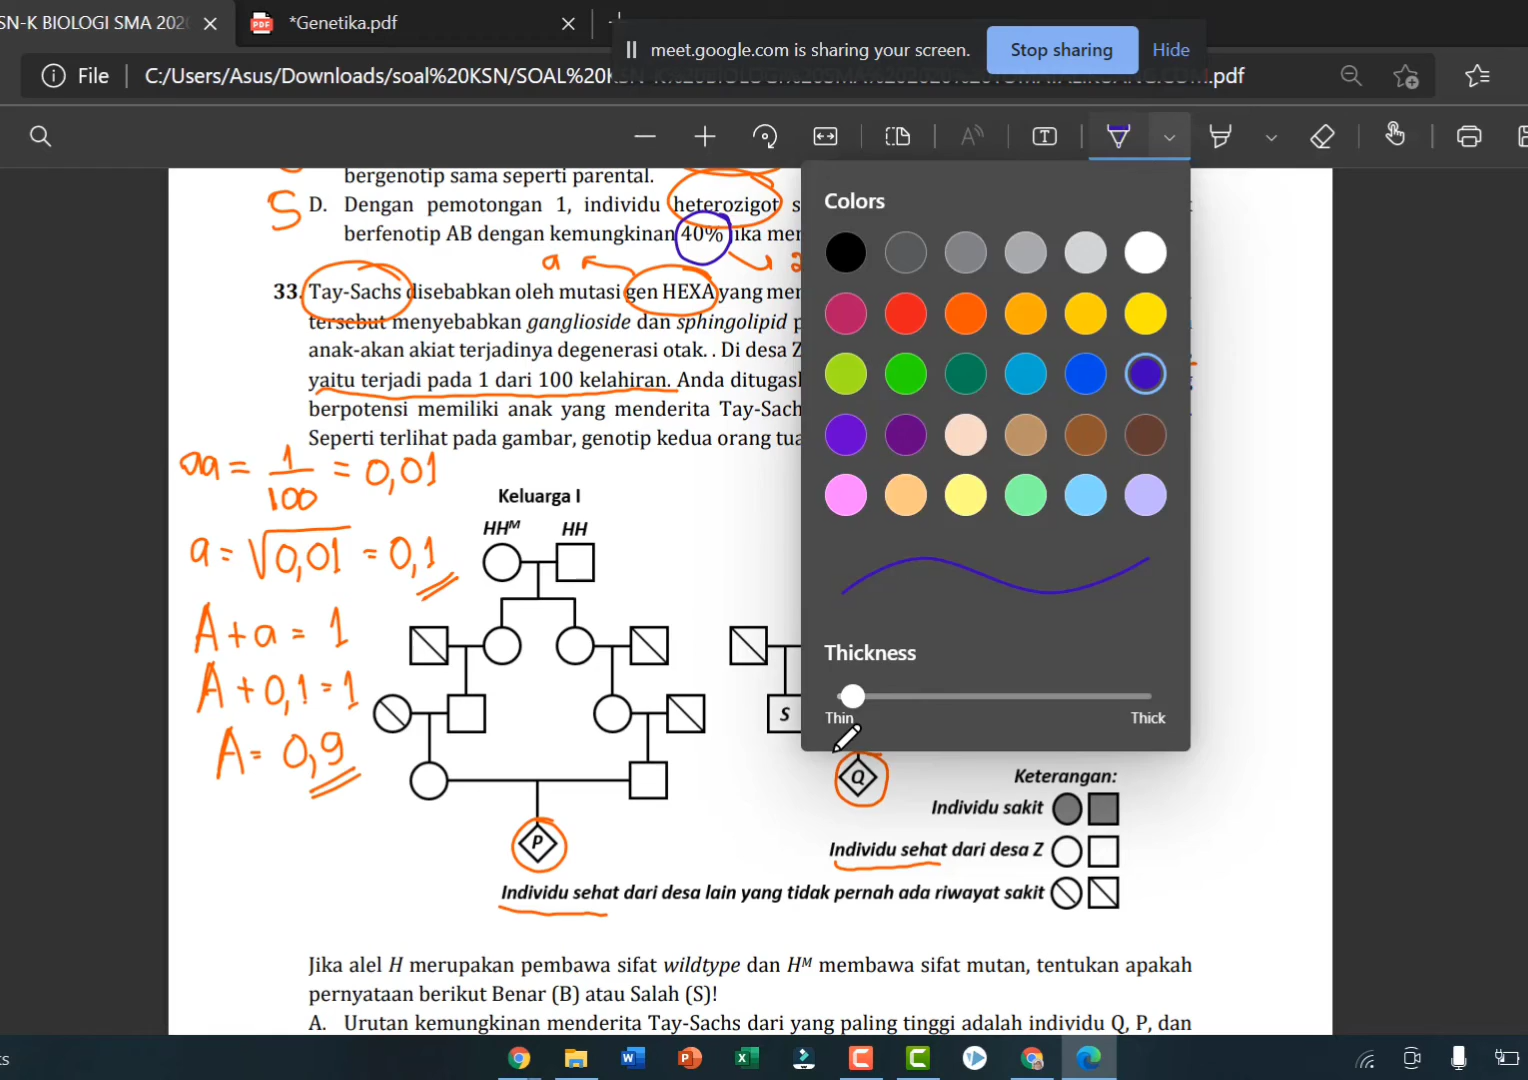 SN-K BIOLOGI SMA 202
*Genetika.pdf
meet.google.com is sharing your screen.
Stop sharing
Hide
File
C:/Users/Asus/Downloads/soal%20KSN/SOAL%20KSN
.pdf
bergenotip sama seperti parental.
S D. Dengan pemotongan 1, individu heterozigot s
berfenotip AB dengan kemungkinan 40% jika men
a
33. Tay-Sachs disebabkan oleh mutasi gen HEXA yang men
tersebut menyebabkan ganglioside dan sphingolipid p
anak-akan akiat terjadinya degenerasi otak. . Di desa Z
yaitu terjadi pada 1 dari 100 kelahiran. Anda ditugas
berpotensi memiliki anak yang menderita Tay-Sach
Seperti terlihat pada gambar, genotip kedua orang tua
aa = 1/100 = 0,01
a = √0,01 = 0,1
A + a = 1
A + 0,1 = 1
A = 0,9
Keluarga I
HHᴹ HH
S
P
Q
Colors
Thickness
Thin
Thick
Keterangan:
Individu sakit
Individu sehat dari desa Z
Individu sehat dari desa lain yang tidak pernah ada riwayat sakit
Jika alel H merupakan pembawa sifat wildtype dan Hᴹ membawa sifat mutan, tentukan apakah
pernyataan berikut Benar (B) atau Salah (S)!
A. Urutan kemungkinan menderita Tay-Sachs dari yang paling tinggi adalah individu Q, P, dan